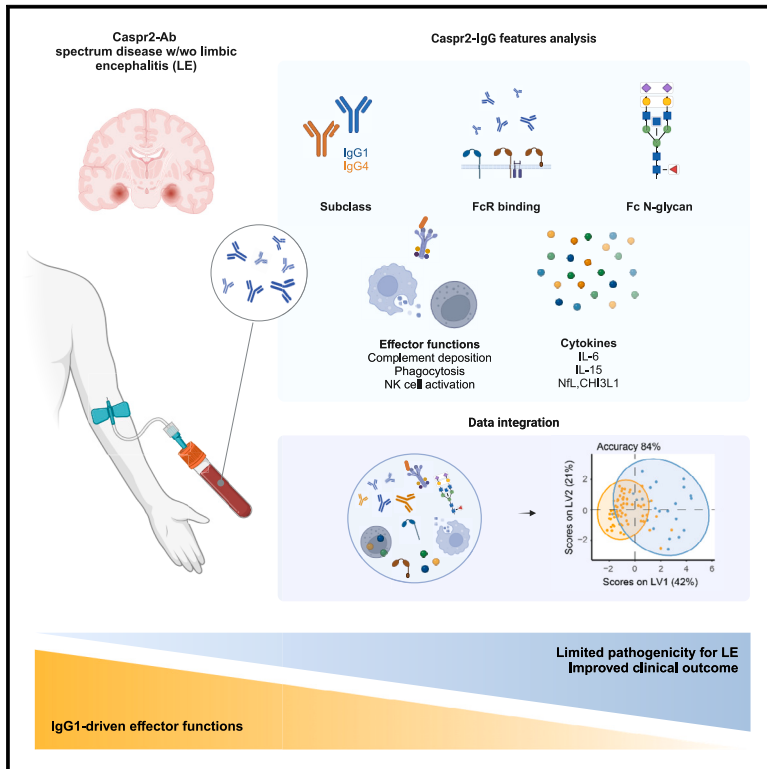 Caspr2-Ab
spectrum disease w/wo limbic
encephalitis (LE)
Caspr2-IgG features analysis
IgG1
IgG4
Subclass
FcR binding
Fc N-glycan
Effector functions
Complement deposition
Phagocytosis
NK cell activation
Cytokines
IL-6
IL-15
NfL,CHI3L1
Data integration
Accuracy 84%
Scores on LV2 (21%)
2
0
−2
−2
0
2
4
6
Scores on LV1 (42%)
Limited pathogenicity for LE
Improved clinical outcome
IgG1-driven effector functions